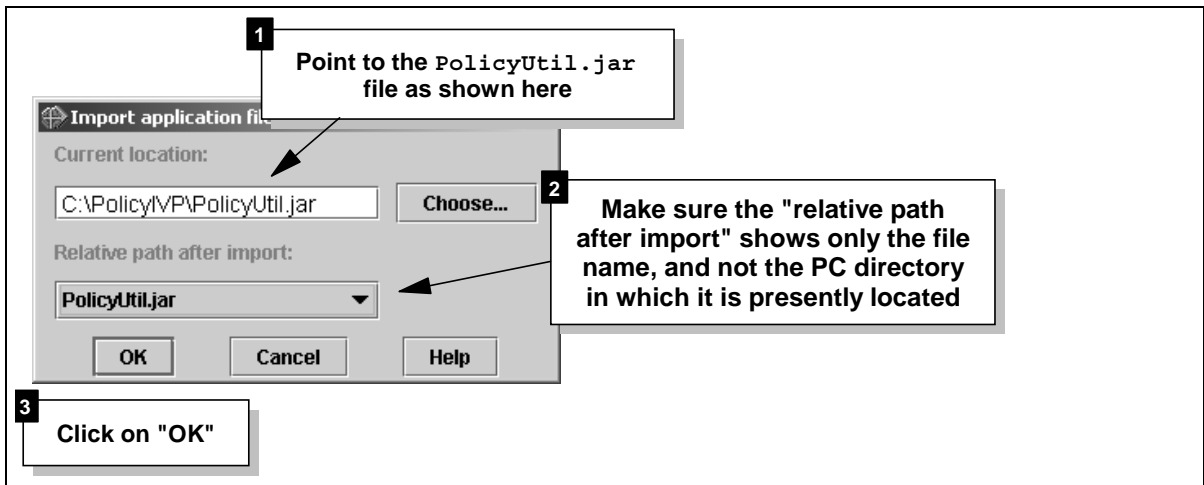 1
Point to the PolicyUtil.jar
file as shown here
Import application fil
Current location:
C:\PolicyIVP\PolicyUtil.jar
Choose...
2
Make sure the "relative path
after import" shows only the file
name, and not the PC directory
in which it is presently located
Relative path after import:
PolicyUtil.jar
OK
Cancel
Help
3
Click on "OK"